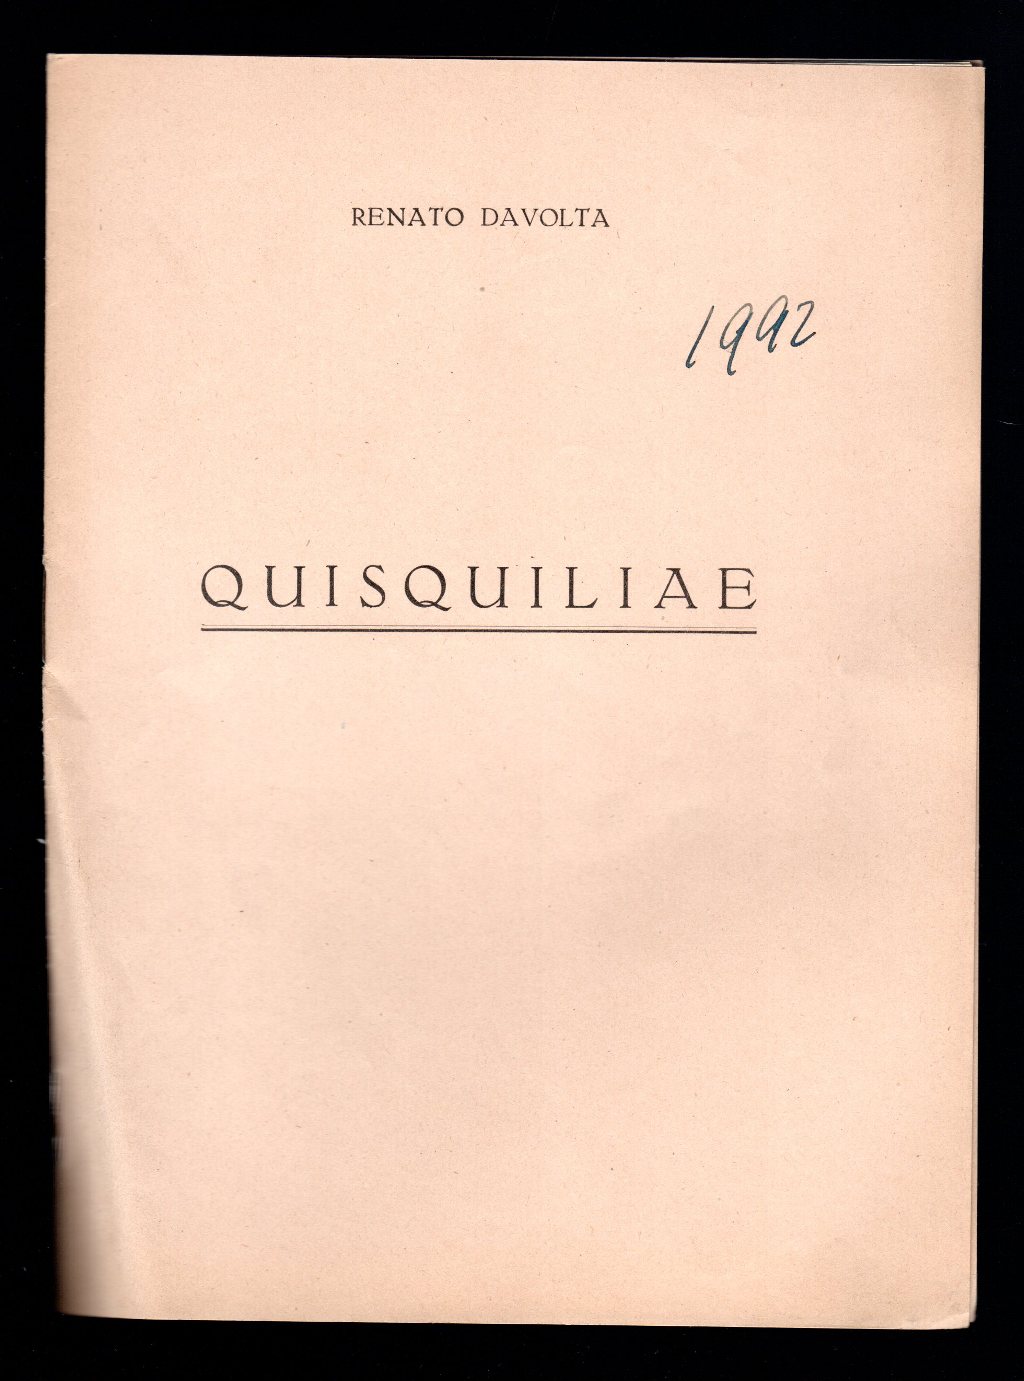 RENATO DAVOLTA
1992
QUISQUILIAE